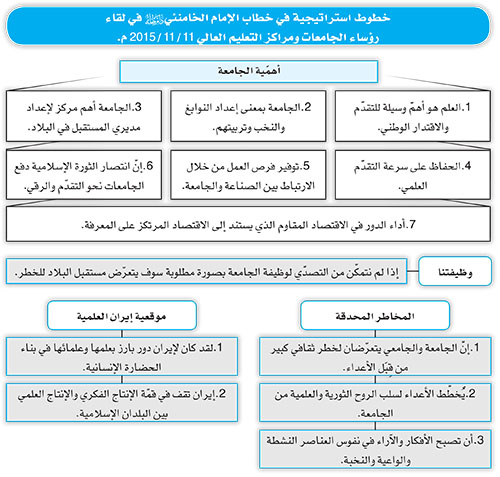 خطوط استراتيجية في خطاب الإمام الخامنئي في لقاء
رؤساء الجامعات ومراكز التعليم العالي 11 / 11 / 2015 م.
أهمّية الجامعة
1.العلم هو أهمّ وسيلة للتقدّم
والاقتدار الوطني.
2.الجامعة بمعنى إعداد النوابغ
والنخب وتربيتهم.
3.الجامعة أهم مركز لإعداد
مديري المستقبل في البلاد.
4.الحفاظ على سرعة التقدّم
العلمي.
5.توفير فرص العمل من خلال
الارتباط بين الصناعة والجامعة.
6.إنّ انتصار الثورة الإسلامية دفع
الجامعات نحو التقدّم والرقي.
7.أداء الدور في الاقتصاد المقاوم الذي يستند إلى الاقتصاد المرتكز على المعرفة.
وظيفتنا
إذا لم نتمكّن من التصدّي لوظيفة الجامعة بصورة مطلوبة سوف يتعرّض مستقبل البلاد للخطر.
المخاطر المحدقة
1.إنّ الجامعة والجامعي يتعرّضان لخطر ثقافي كبير
من قِبَل الأعداء.
2.يُخطّط الأعداء لسلب الروح الثورية والعلمية من
الجامعة.
3.أن تصبح الأفكار والآراء في نفوس العناصر النشطة
والواعية والنخبة.
موقعية إيران العلمية
1.لقد كان لإيران دور بارز بعلمها وعلمائها في بناء
الحضارة الإنسانية.
2.إيران تقف في قمّة الإنتاج الفكري والإنتاج العلمي
بين البلدان الإسلامية.